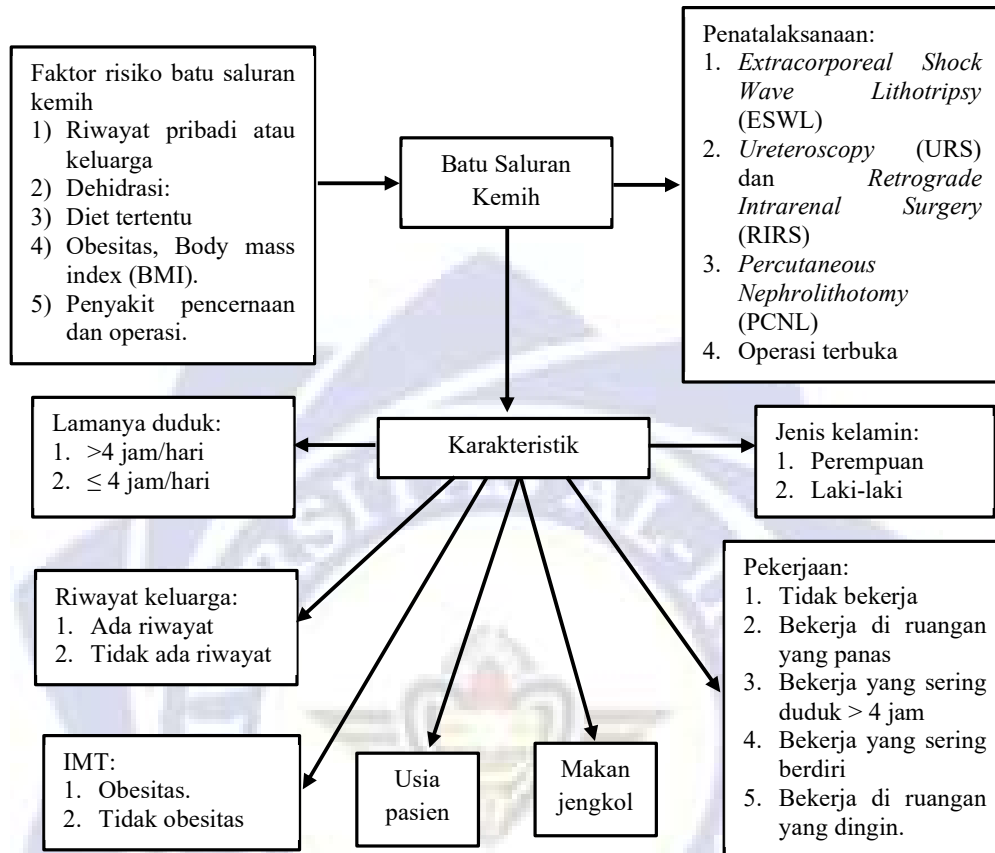 Faktor risiko batu saluran
kemih
1) Riwayat pribadi atau
keluarga
2) Dehidrasi:
3) Diet tertentu
4) Obesitas, Body mass
index (BMI).
5) Penyakit pencernaan
dan operasi.
Batu Saluran
Kemih
Penatalaksanaan:
1. Extracorporeal Shock
Wave Lithotripsy
(ESWL)
2. Ureteroscopy (URS)
dan Retrograde
Intrarenal Surgery
(RIRS)
3. Percutaneous
Nephrolithotomy
(PCNL)
4. Operasi terbuka
Lamanya duduk:
1. >4 jam/hari
2. ≤ 4 jam/hari
Karakteristik
Jenis kelamin:
1. Perempuan
2. Laki-laki
Riwayat keluarga:
1. Ada riwayat
2. Tidak ada riwayat
Pekerjaan:
1. Tidak bekerja
2. Bekerja di ruangan
yang panas
3. Bekerja yang sering
duduk > 4 jam
4. Bekerja yang sering
berdiri
5. Bekerja di ruangan
yang dingin.
IMT:
1. Obesitas.
2. Tidak obesitas
Usia
pasien
Makan
jengkol